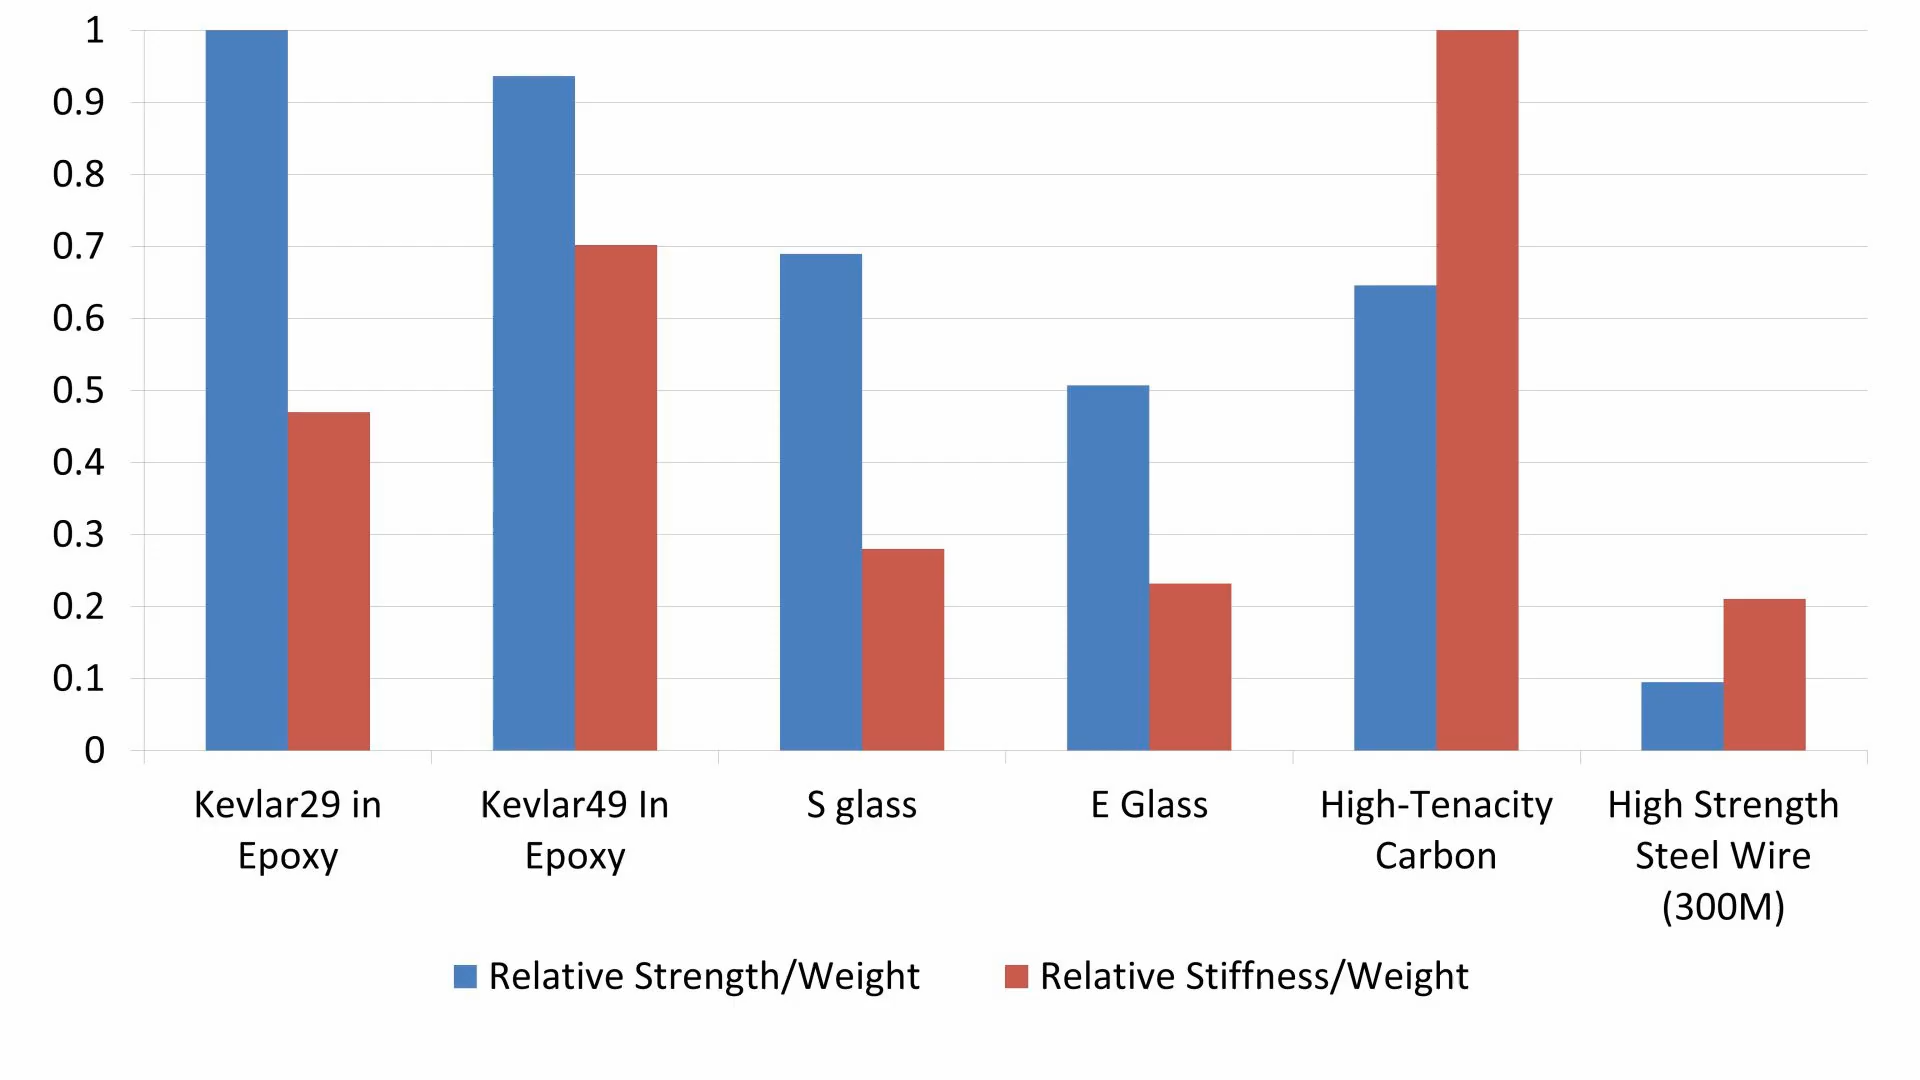 1
0.9
0.8
0.7
0.6
0.5
0.4
0.3
0.2
0.1
0
Kevlar29 in
Epoxy
Kevlar49 In
Epoxy
S glass
E Glass
High-Tenacity
Carbon
High Strength
Steel Wire
(300M)
Relative Strength/Weight
Relative Stiffness/Weight